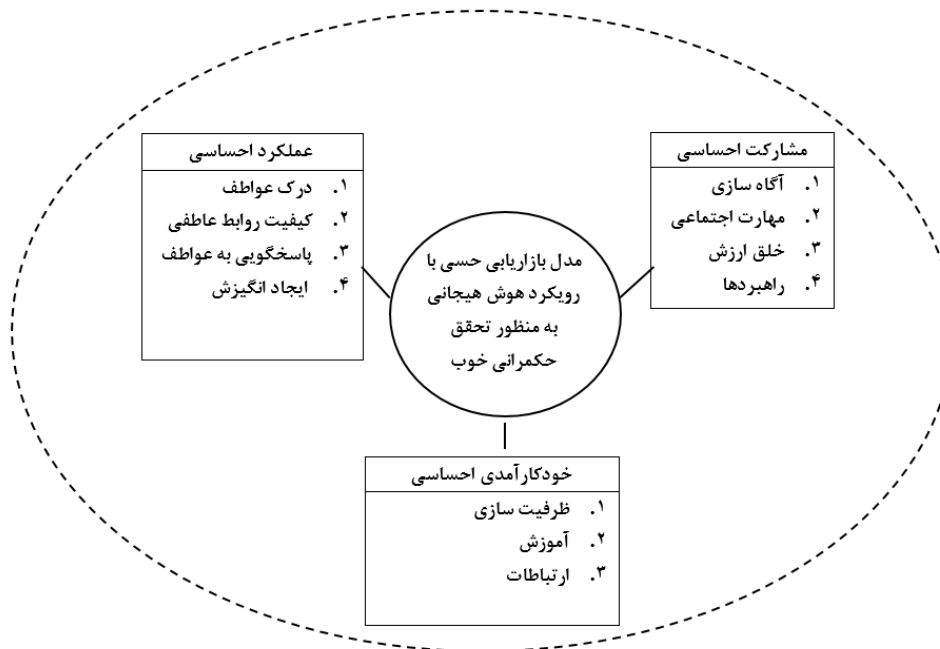 مشارکت احساسی
۱. آگاه سازی
۲. مهارت اجتماعی
۳. خلق ارزش
۴. راهبردها
عملکرد احساسی
۱. درک عواطف
۲. کیفیت روابط عاطفی
۳. پاسخگویی به عواطف
۴. ایجاد انگیزش
مدل بازاریابی حسی با
رویکرد هوش هیجانی
به منظور تحقق
حکمرانی خوب
خودکارآمدی احساسی
۱. ظرفیت سازی
۲. آموزش
۳. ارتباطات